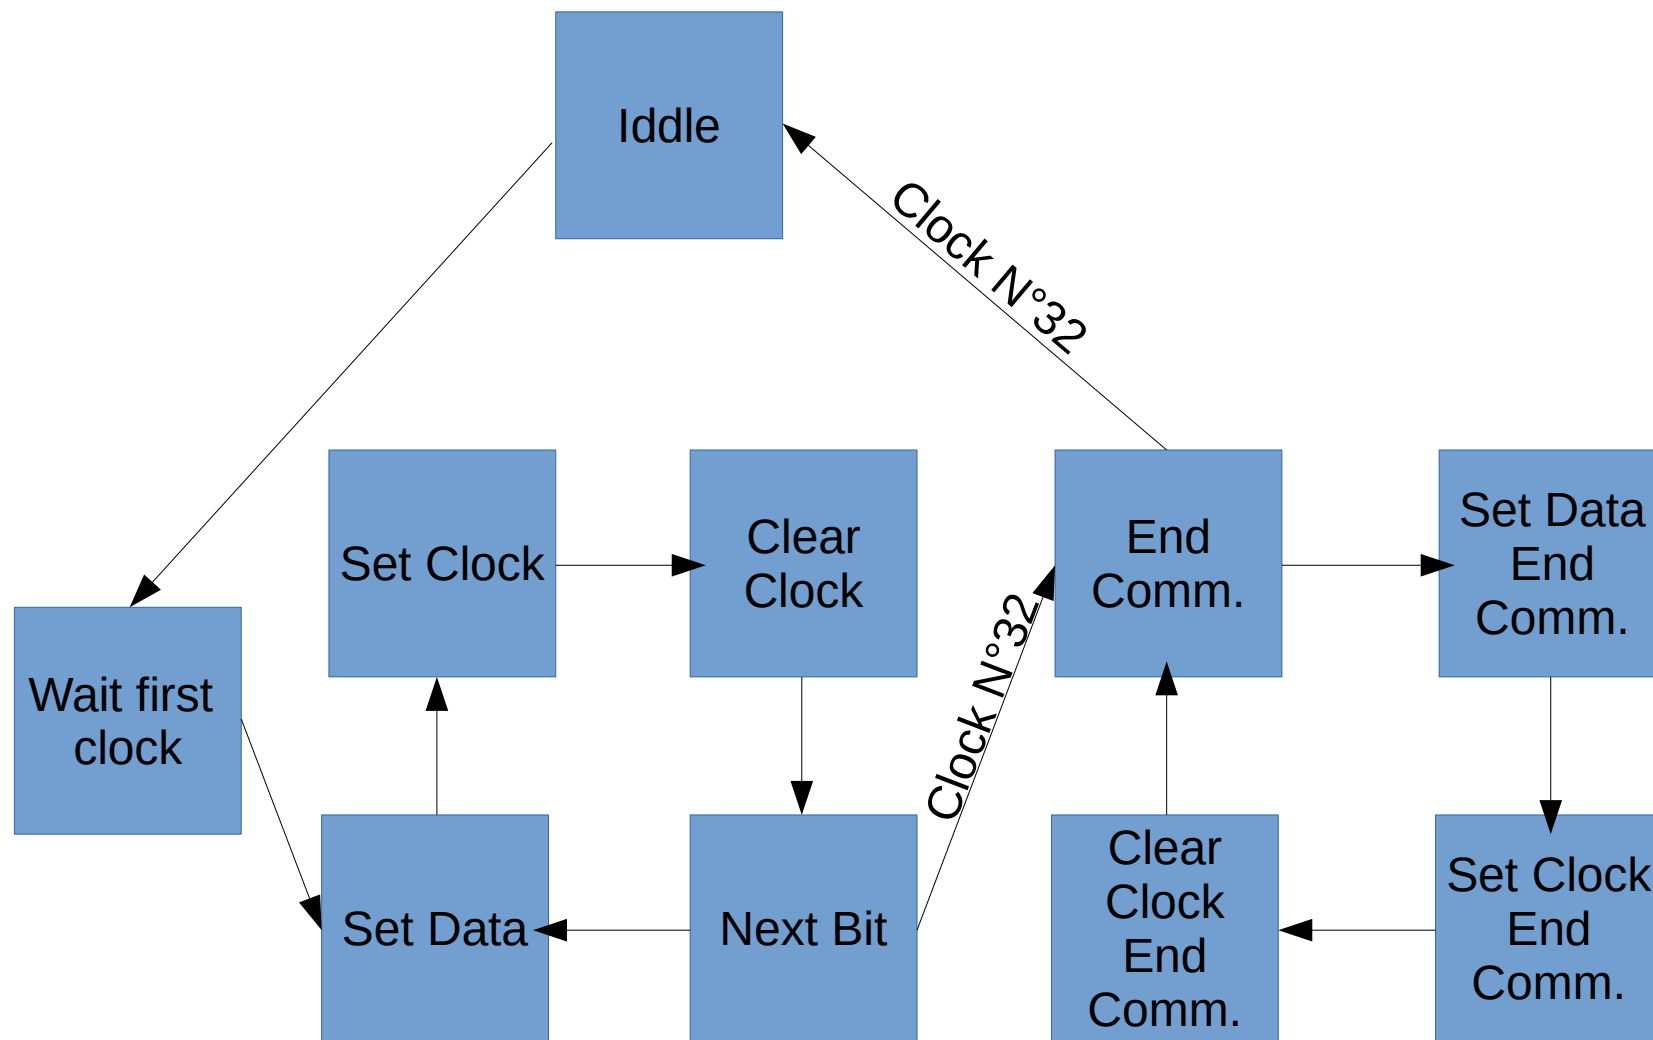 Iddle
Clock N°32
Set Clock
Clear
Clock
End
Comm.
Set Data
End
Comm.
Wait first
clock
Clock N°32
Set Data
Next Bit
Clear
Clock
End
Comm.
Set Clock
End
Comm.